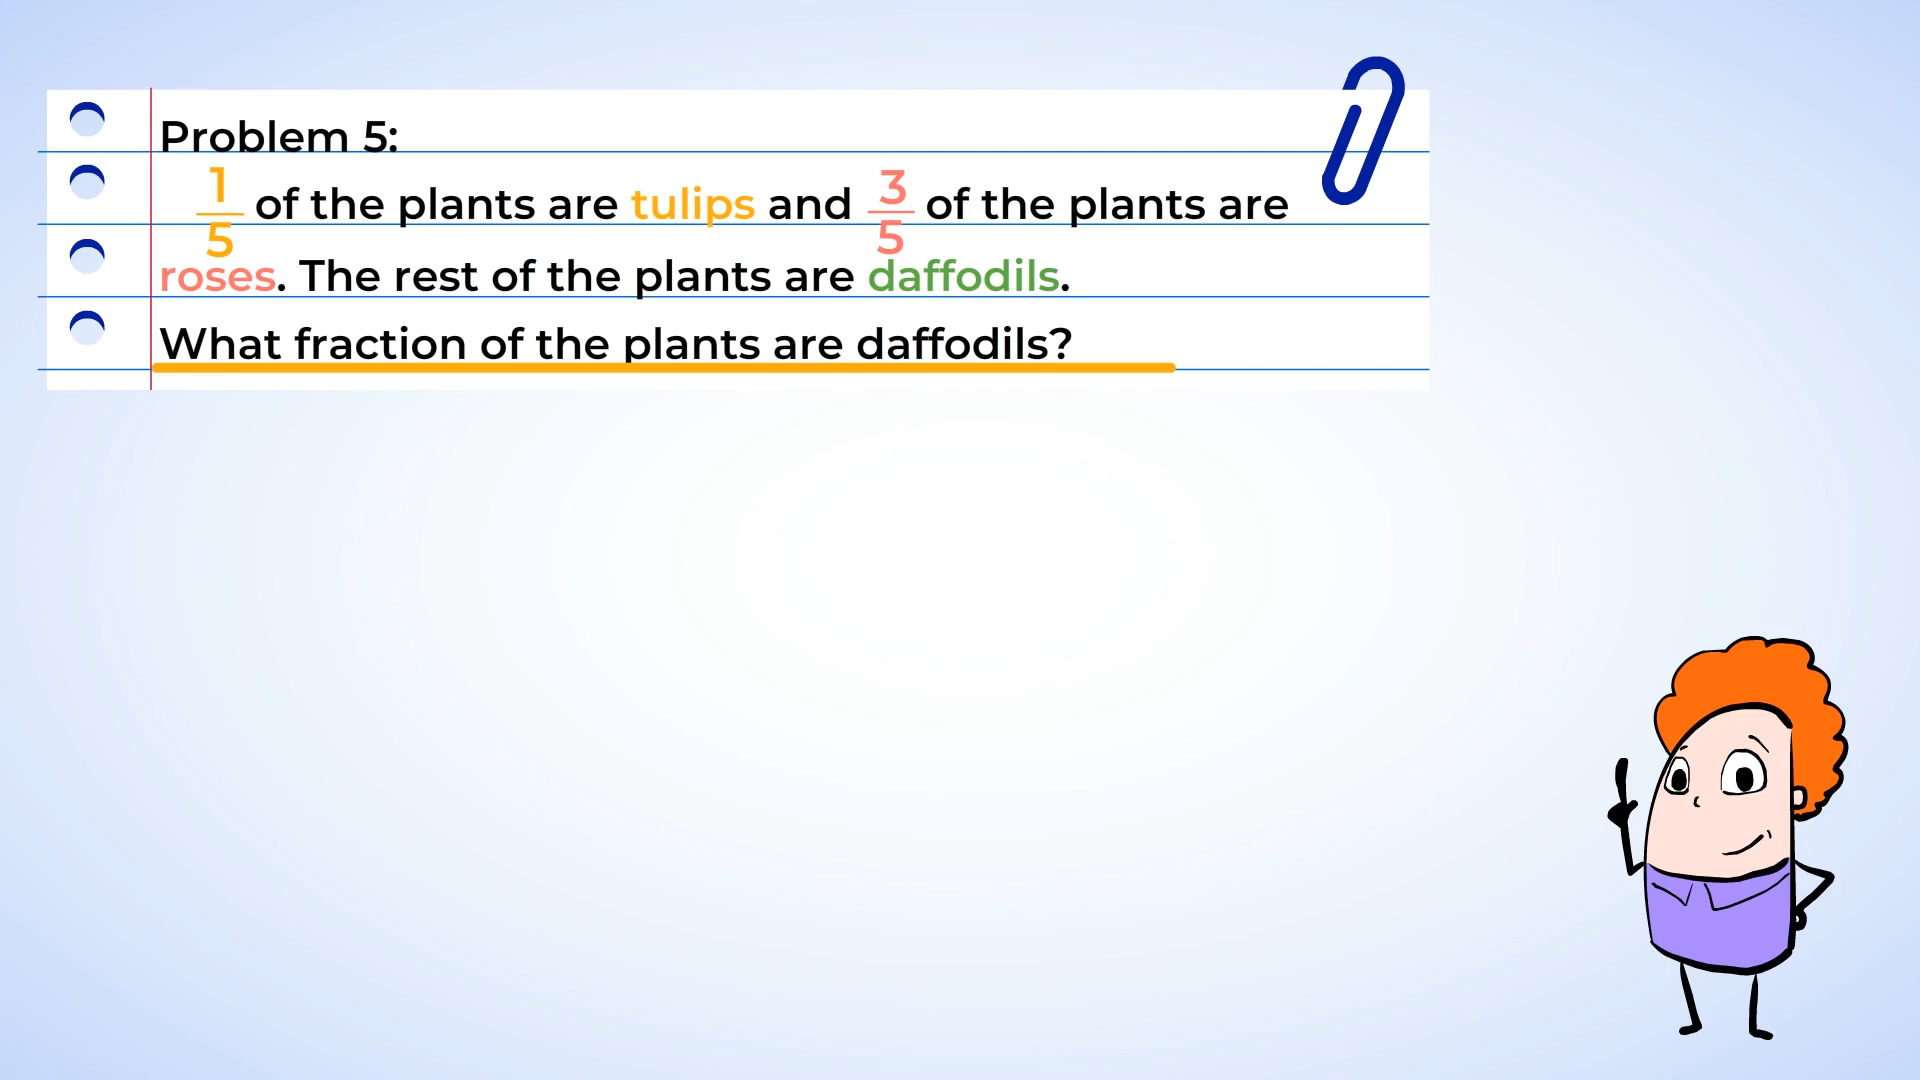 Problem 5:
1/5 of the plants are tulips and 3/5 of the plants are
roses. The rest of the plants are daffodils.
What fraction of the plants are daffodils?